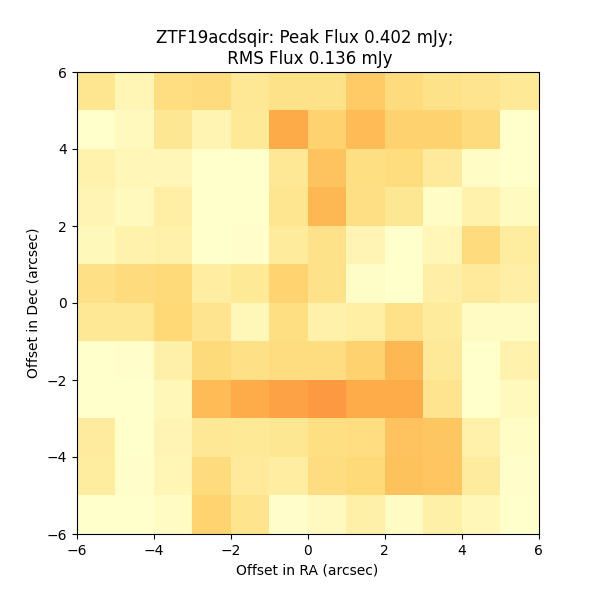 ZTF19acdsqir: Peak Flux 0.402 mJy;
RMS Flux 0.136 mJy
6
4
2
0
−2
−4
−6
Offset in Dec (arcsec)
−6 −4 −2 0 2 4 6
Offset in RA (arcsec)